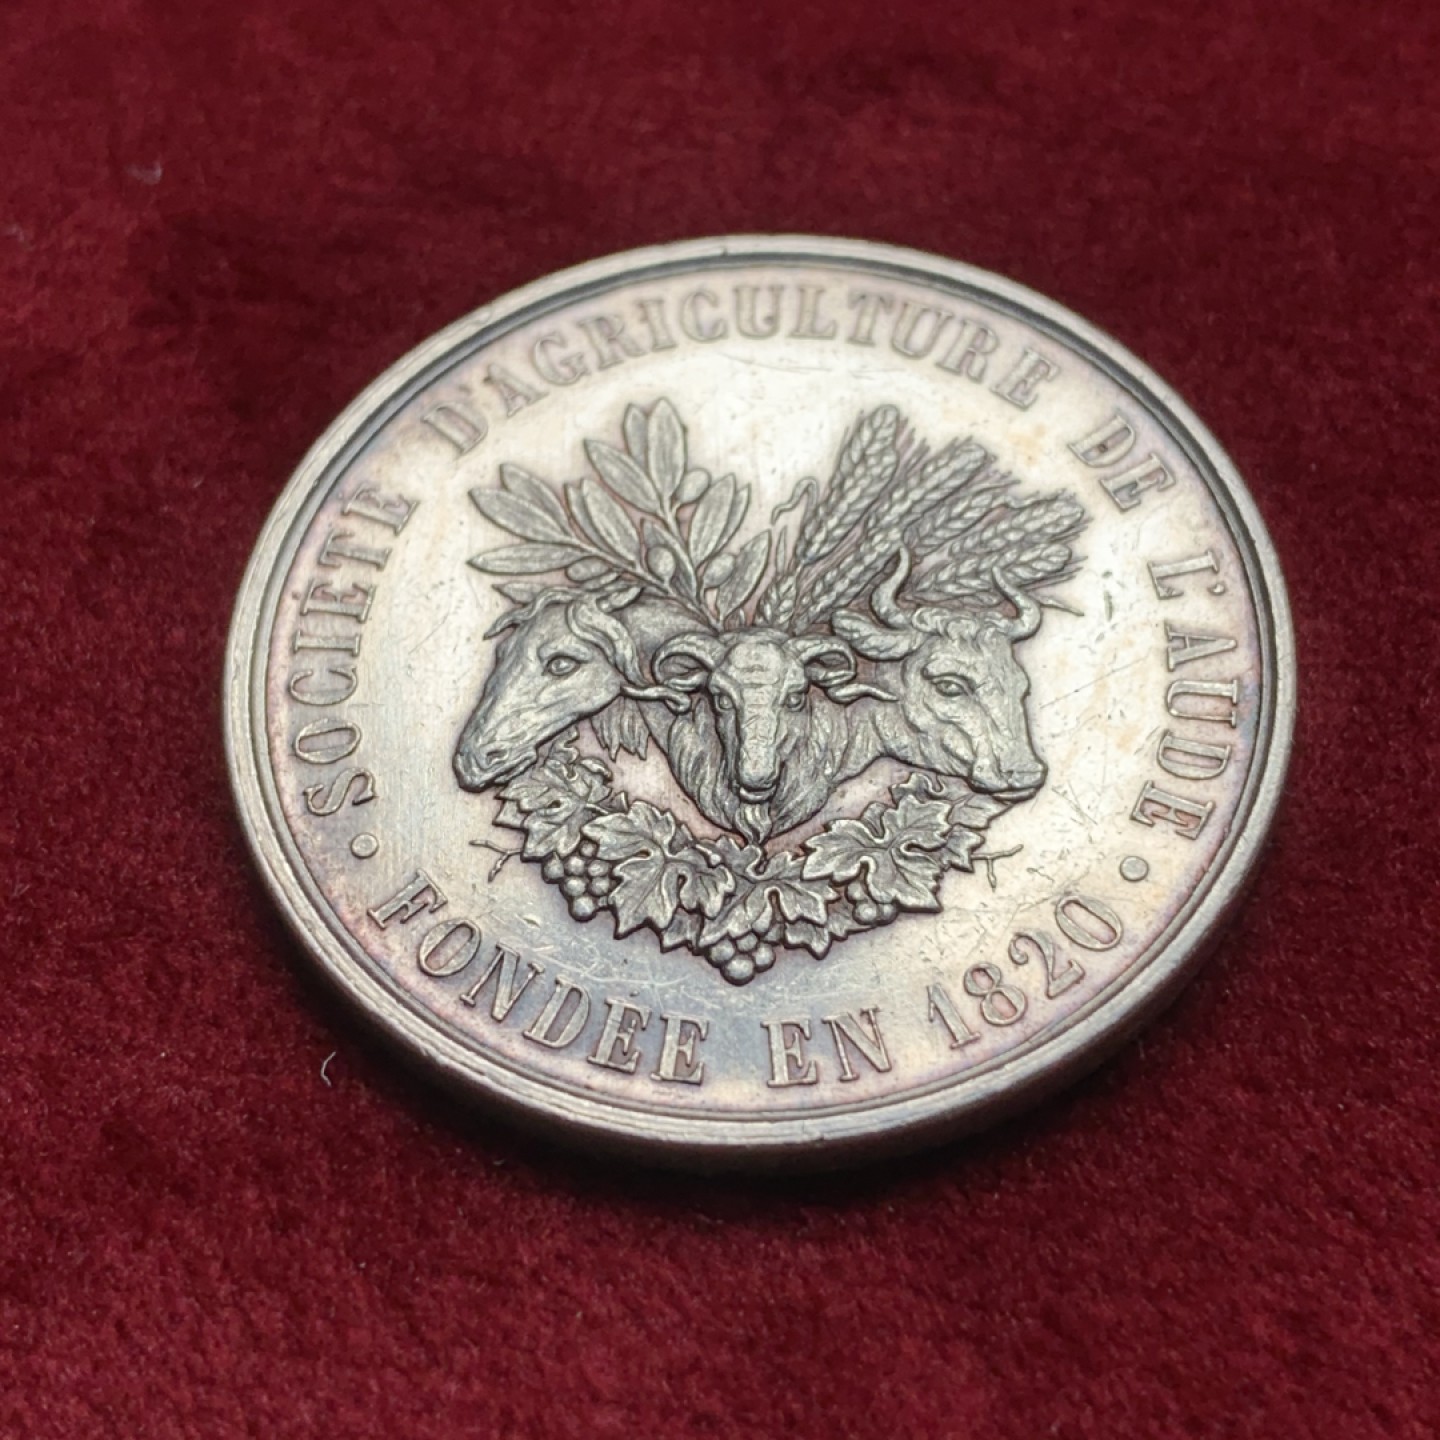 · SOCIÉTÉ D'AGRICULTURE DE L'AUDE ·
FONDÉE EN 1820